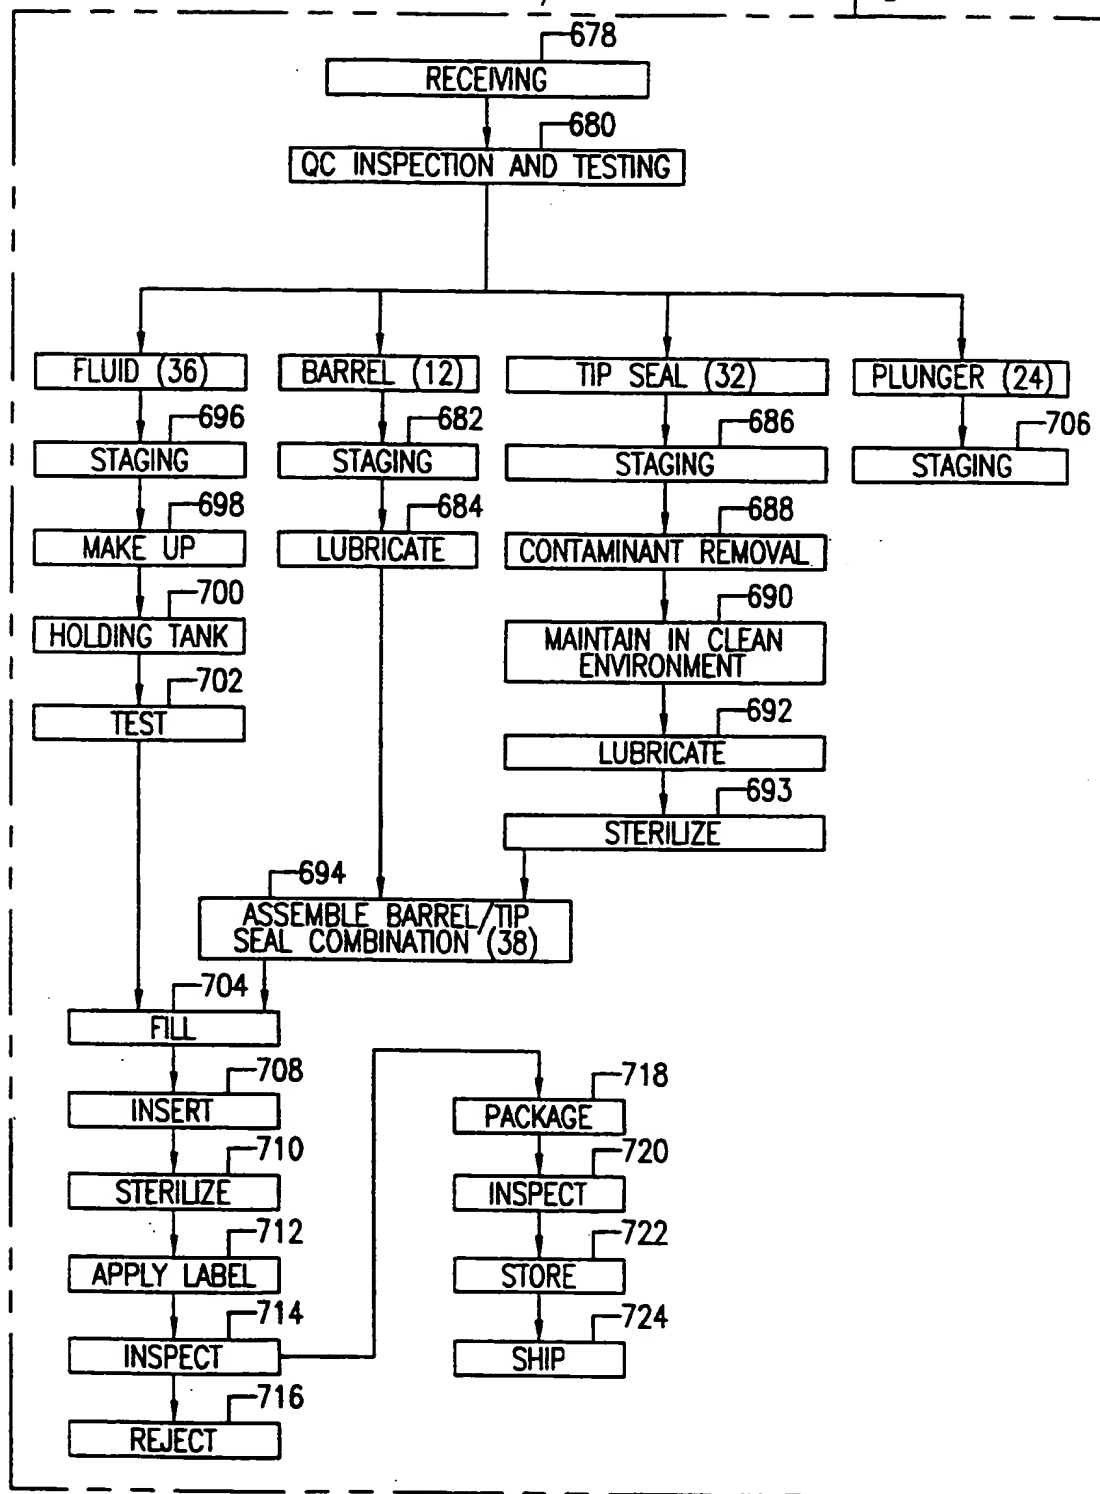 678
RECEIVING
680
QC INSPECTION AND TESTING
FLUID (36)
696
STAGING
698
MAKE UP
700
HOLDING TANK
702
TEST
BARREL (12)
682
STAGING
684
LUBRICATE
TIP SEAL (32)
686
STAGING
688
CONTAMINANT REMOVAL
690
MAINTAIN IN CLEAN
ENVIRONMENT
692
LUBRICATE
693
STERILIZE
PLUNGER (24)
706
STAGING
694
ASSEMBLE BARREL/TIP
SEAL COMBINATION (38)
704
FILL
708
INSERT
710
STERILIZE
712
APPLY LABEL
714
INSPECT
716
REJECT
718
PACKAGE
720
INSPECT
722
STORE
724
SHIP